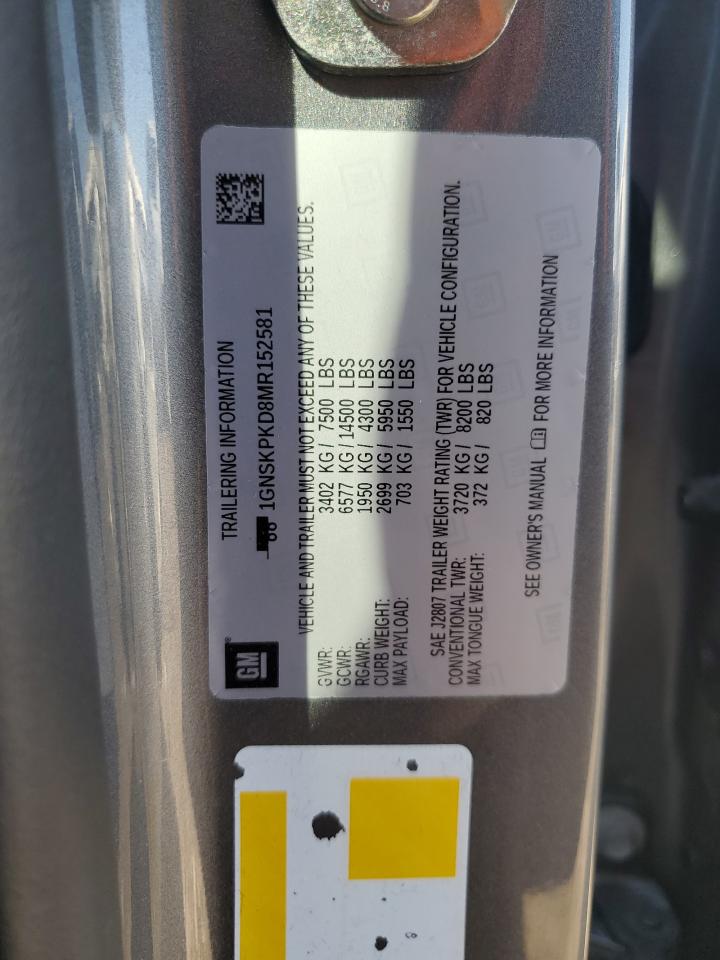 TRAILERING INFORMATION
1GNSKPKD8MR152581
GM
VEHICLE AND TRAILER MUST NOT EXCEED ANY OF THESE VALUES.
GVWR: 3402 KG / 7500 LBS
GCWR: 6577 KG / 14500 LBS
RGAWR: 1950 KG / 4300 LBS
CURB WEIGHT: 2699 KG / 5950 LBS
MAX PAYLOAD: 703 KG / 1550 LBS
SAE J2807 TRAILER WEIGHT RATING (TWR) FOR VEHICLE CONFIGURATION.
CONVENTIONAL TWR: 3720 KG / 8200 LBS
MAX TONGUE WEIGHT: 372 KG / 820 LBS
SEE OWNER'S MANUAL FOR MORE INFORMATION